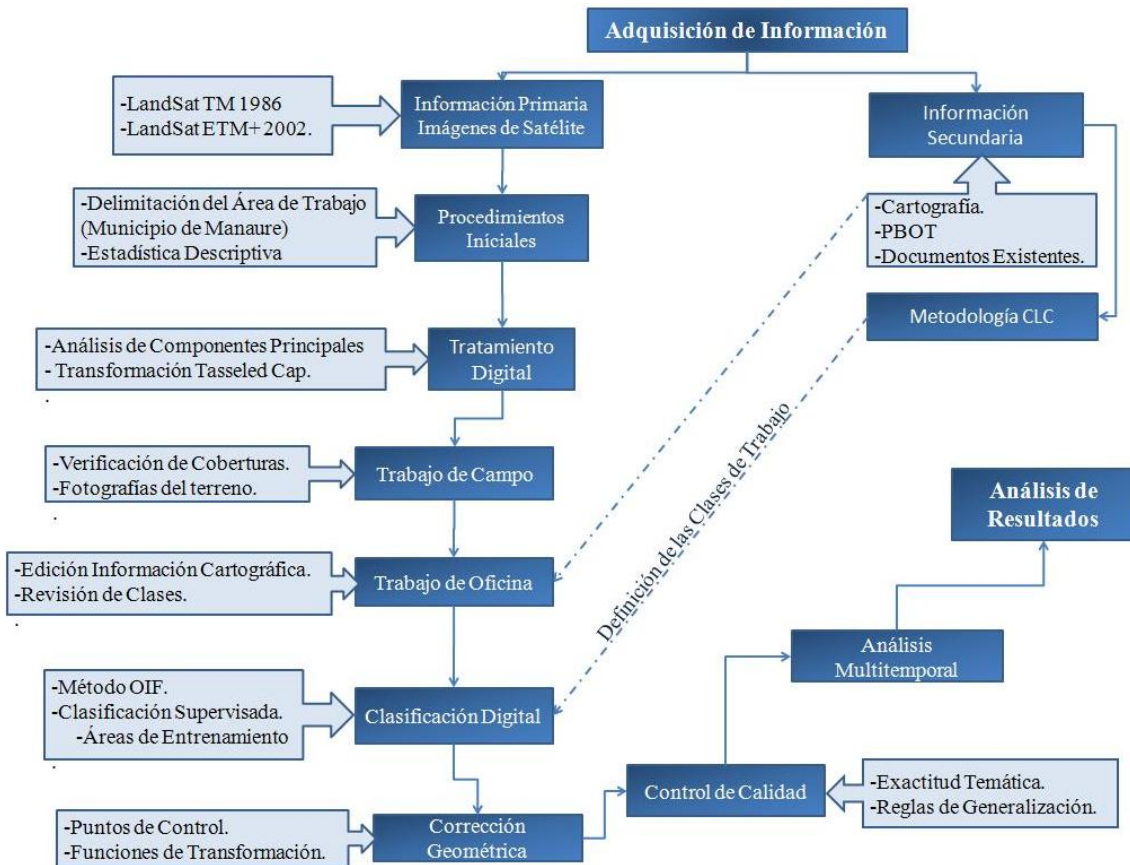 Adquisición de Información
-LandSat TM 1986
-LandSat ETM+ 2002.
Información Primaria
Imágenes de Satélite
Información
Secundaria
-Cartografía.
-PBOT
-Documentos Existentes.
-Delimitación del Área de Trabajo
(Municipio de Manaure)
-Estadística Descriptiva
Procedimientos
Iníciales
Metodología CLC
-Análisis de Componentes Principales
- Transformación Tasseled Cap.
.
Tratamiento
Digital
Definición de las Clases de Trabajo
-Verificación de Coberturas.
-Fotografías del terreno.
.
Trabajo de Campo
Análisis de
Resultados
-Edición Información Cartográfica.
-Revisión de Clases.
.
Trabajo de Oficina
Análisis
Multitemporal
-Método OIF.
-Clasificación Supervisada.
-Áreas de Entrenamiento
.
Clasificación Digital
Control de Calidad
-Exactitud Temática.
-Reglas de Generalización.
-Puntos de Control.
-Funciones de Transformación.
Corrección
Geométrica